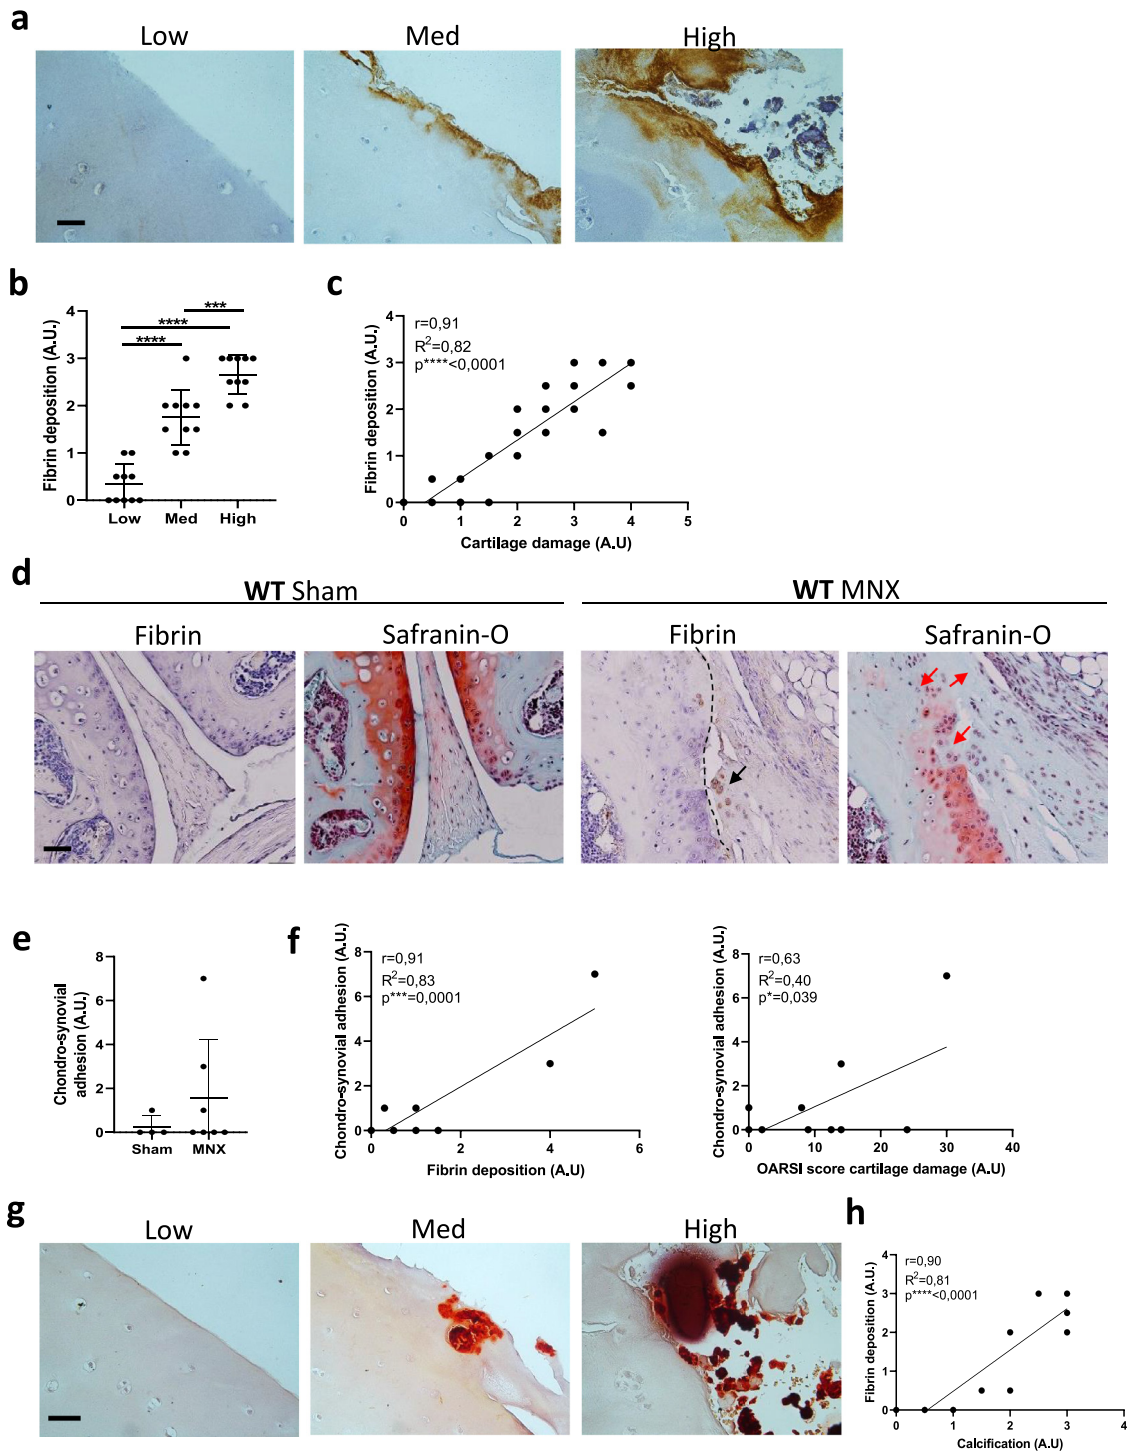 a
Low Med High
b
Fibrin deposition (A.U.)
4
3
2
1
0
****
****
***
Low Med High
c
Fibrin deposition (A.U.)
4
3
2
1
0
r=0,91
R²=0,82
p****<0,0001
0 1 2 3 4 5
Cartilage damage (A.U)
d
WT Sham WT MNX
Fibrin Safranin-O Fibrin Safranin-O
e
Chondro-synovial
adhesion (A.U.)
8
6
4
2
0
Sham MNX
f
Chondro-synovial adhesion (A.U.)
8
6
4
2
0
r=0,91
R²=0,83
p***=0,0001
0 2 4 6
Fibrin deposition (A.U)
Chondro-synovial adhesion (A.U.)
8
6
4
2
0
r=0,63
R²=0,40
p*=0,039
0 10 20 30 40
OARSI score cartilage damage (A.U)
g
Low Med High
h
Fibrin deposition (A.U.)
4
3
2
1
0
r=0,90
R²=0,81
p****<0,0001
0 1 2 3 4
Calcification (A.U)